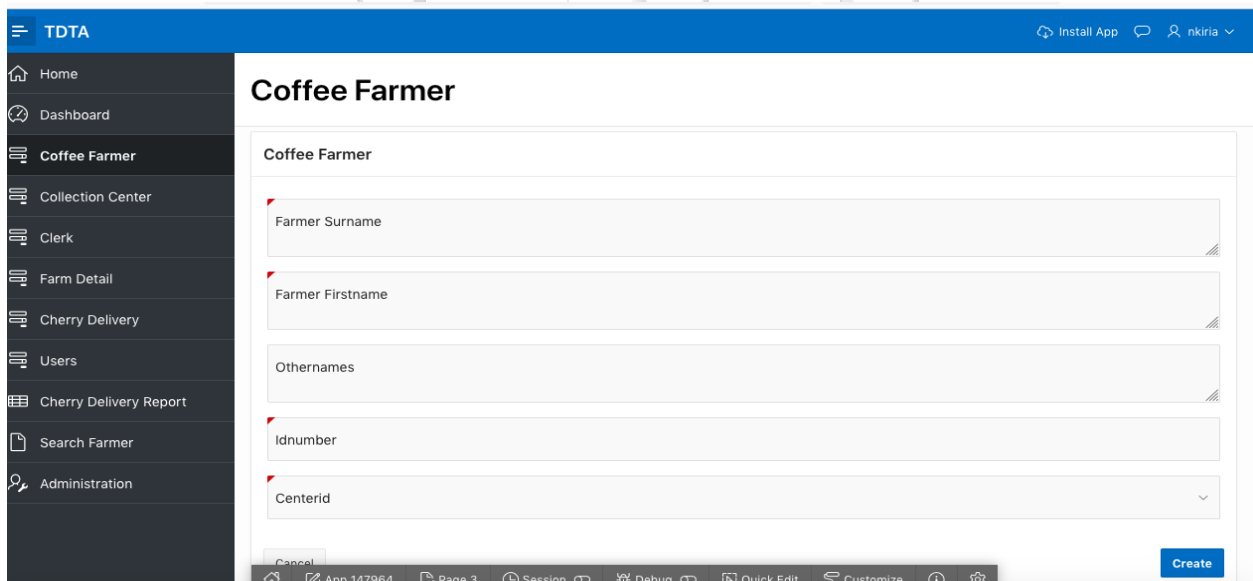 TDTA
Install App
nkiria
Home
Dashboard
Coffee Farmer
Collection Center
Clerk
Farm Detail
Cherry Delivery
Users
Cherry Delivery Report
Search Farmer
Administration
Coffee Farmer
Coffee Farmer
Farmer Surname
Farmer Firstname
Othernames
Idnumber
Centerid
Cancel
Create
App 147964
Page 3
Session
Debug
Quick Edit
Customize